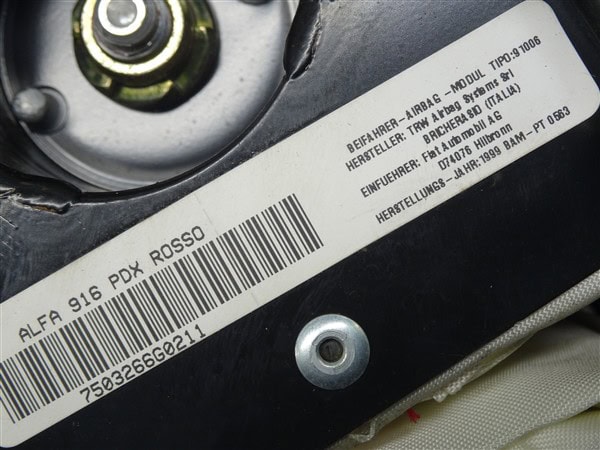 ALFA 916 PDX ROSSO
7503266G0211
BEIFAHRER-AIRBAG -MODUL TIPO:91006
HERSTELLER: TRW Airbag Systems Srl
BRICHERASIO (ITALIA)
EINFUEHRER: Fiat Automobil AG
D74076 Hilbronn
HERSTELLUNGS-JAHR:1999 BAM-PT 0563